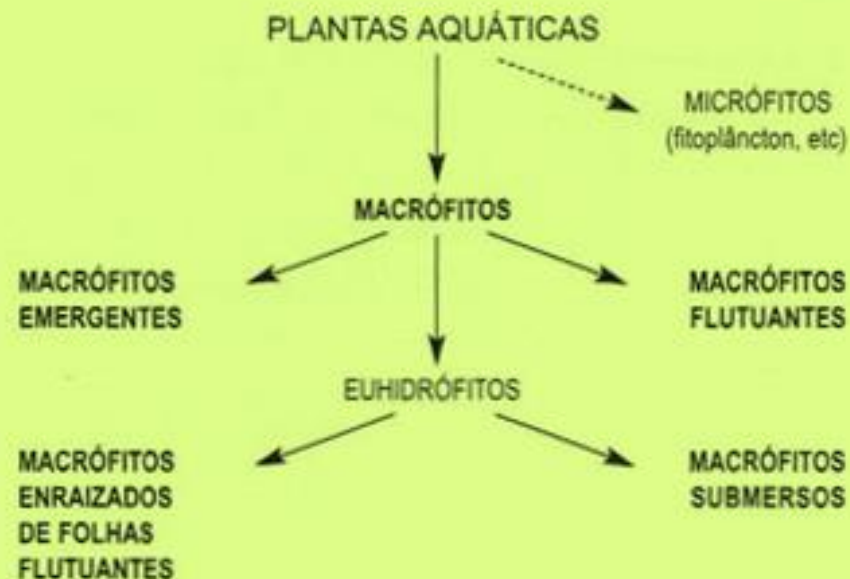 PLANTAS AQUÁTICAS
MICRÓFITOS
(fitoplâncton, etc)
MACRÓFITOS
MACRÓFITOS
EMERGENTES
MACRÓFITOS
FLUTUANTES
EUHIDRÓFITOS
MACRÓFITOS
ENRAIZADOS
DE FOLHAS
FLUTUANTES
MACRÓFITOS
SUBMERSOS